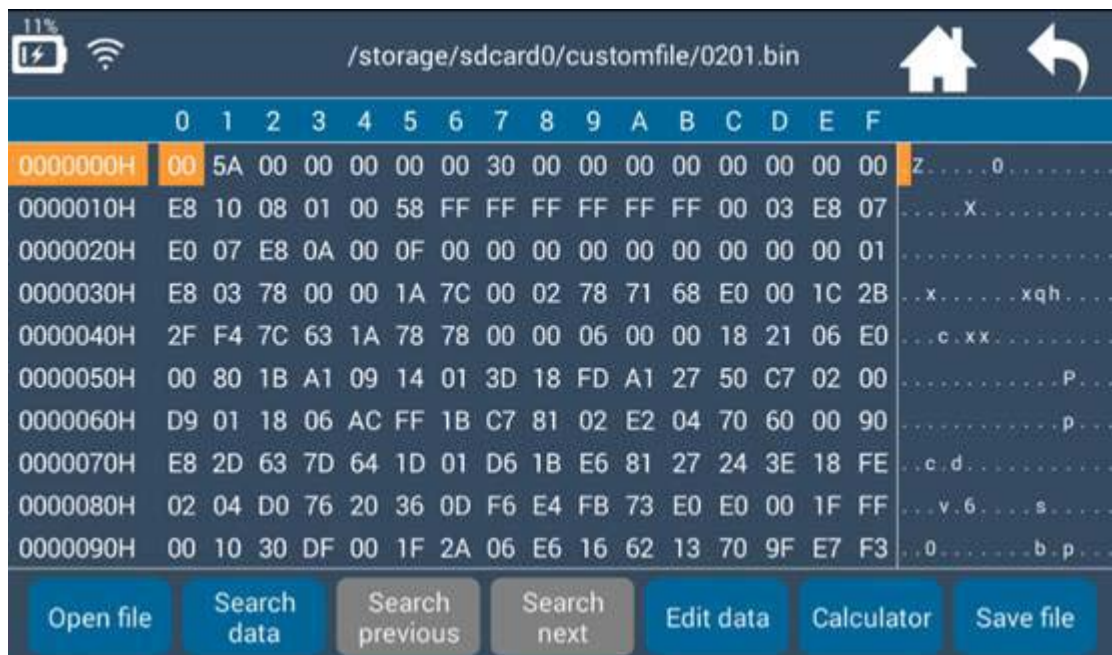 11%
/storage/sdcard0/customfile/0201.bin
0 1 2 3 4 5 6 7 8 9 A B C D E F
0000000H 00 5A 00 00 00 00 00 30 00 00 00 00 00 00 00 00 Z.....0........
0000010H E8 10 08 01 00 58 FF FF FF FF FF FF 00 03 E8 07 .....X..........
0000020H E0 07 E8 0A 00 0F 00 00 00 00 00 00 00 00 00 01 ................
0000030H E8 03 78 00 00 1A 7C 00 02 78 71 68 E0 00 1C 2B ..x......xqh....
0000040H 2F F4 7C 63 1A 78 78 00 00 06 00 00 18 21 06 E0 ...c.xx.........
0000050H 00 80 1B A1 09 14 01 3D 18 FD A1 27 50 C7 02 00 ............P...
0000060H D9 01 18 06 AC FF 1B C7 81 02 E2 04 70 60 00 90 ............p...
0000070H E8 2D 63 7D 64 1D 01 D6 1B E6 81 27 24 3E 18 FE ..c.d...........
0000080H 02 04 D0 76 20 36 0D F6 E4 FB 73 E0 E0 00 1F FF ...v.6....s.....
0000090H 00 10 30 DF 00 1F 2A 06 E6 16 62 13 70 9F E7 F3 ..0.......b.p...
Open file
Search
data
Search
previous
Search
next
Edit data
Calculator
Save file